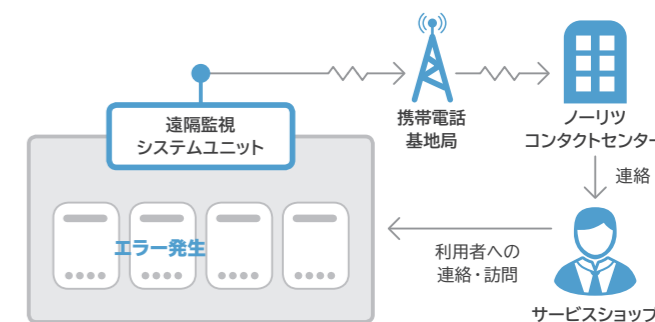 遠隔監視
システムユニット
携帯電話
基地局
ノーリツ
コンタクトセンター
連絡
エラー発生
利用者への
連絡・訪問
サービスショップ